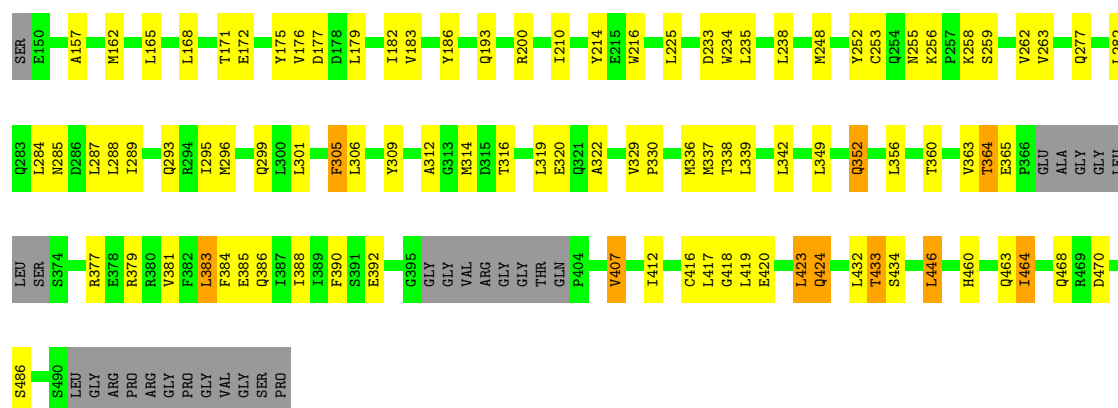 SER E150 A157 M162 L165 L168 T171 E172 Y175 V176 D177 D178 L179 I182 V183 Y186 Q193 R200 I210 Y214 E215 W216 L225 D233 W234 L235 L238 M248 Y252 C253 Q254 N255 K256 P257 K258 S259 V262 V263 Q277 L282
Q283 L284 N285 D286 L287 L288 I289 Q293 R294 I295 M296 Q299 L300 L301 F305 L306 Y309 A312 G313 M314 D315 T316 L319 E320 Q321 A322 V329 P330 M336 M337 T338 L339 L342 L349 Q352 L356 T360 V363 T364 E365 P366 GLU ALA GLY GLY LEU
LEU SER S374 R377 E378 R379 R380 V381 F382 L383 F384 E385 Q386 I387 I388 I389 F390 S391 E392 G395 GLY GLY VAL ARG GLY GLY THR GLN P404 V407 I412 C416 L417 G418 L419 E420 L423 Q424 L432 T433 S434 L446 H460 Q463 I464 Q468 R469 D470
S486 S490 LEU GLY ARG PRO ARG GLY PRO GLY VAL GLY SER PRO